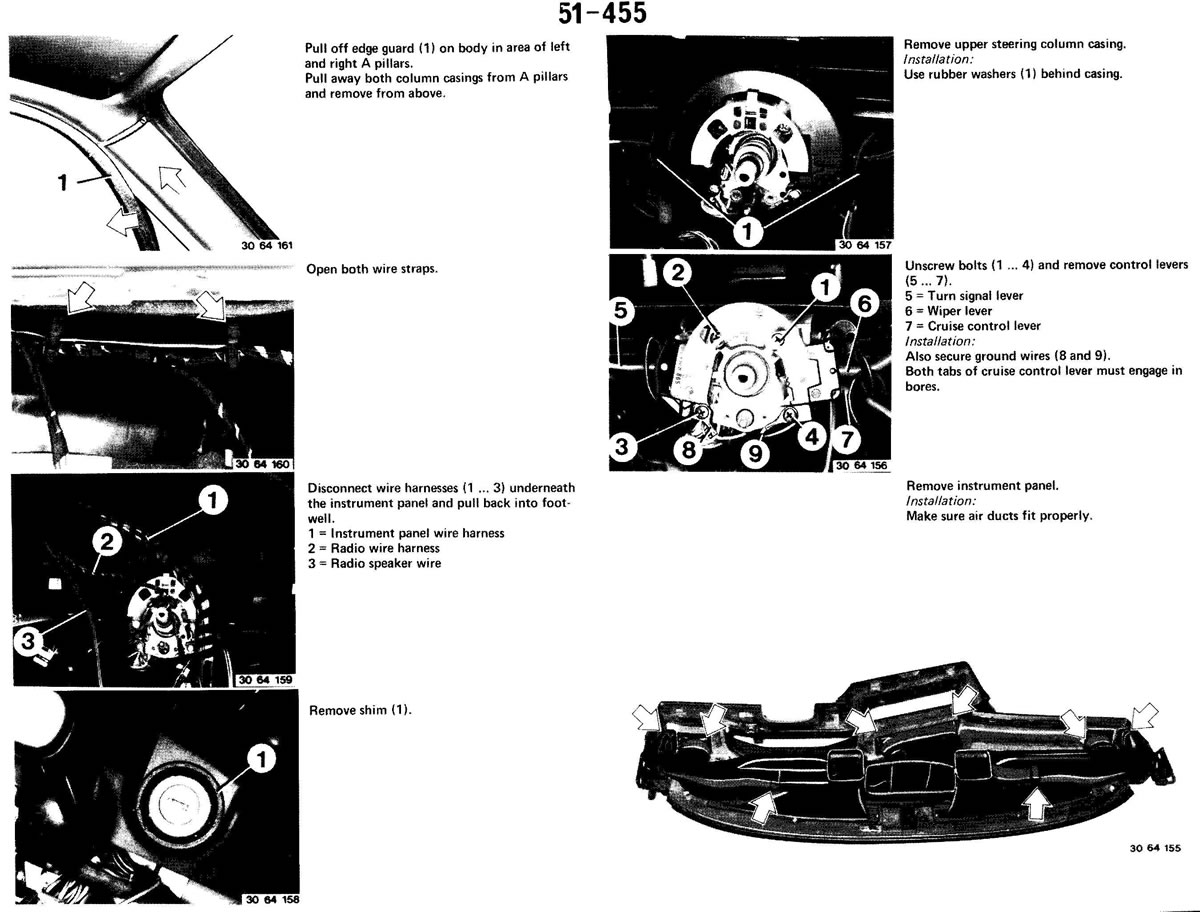 51-455
Pull off edge guard (1) on body in area of left
and right A pillars.
Pull away both column casings from A pillars
and remove from above.
1
30 64 161
Open both wire straps.
30 64 160
Disconnect wire harnesses (1 ... 3) underneath
the instrument panel and pull back into foot-
well.
1 = Instrument panel wire harness
2 = Radio wire harness
3 = Radio speaker wire
1
2
3
30 64 159
Remove shim (1).
1
30 64 158
Remove upper steering column casing.
Installation:
Use rubber washers (1) behind casing.
1
30 64 157
Unscrew bolts (1 ... 4) and remove control levers
(5 ... 7).
5 = Turn signal lever
6 = Wiper lever
7 = Cruise control lever
Installation:
Also secure ground wires (8 and 9).
Both tabs of cruise control lever must engage in
bores.
2
1
5
6
3
8
9
4
7
30 64 156
Remove instrument panel.
Installation:
Make sure air ducts fit properly.
30 64 155